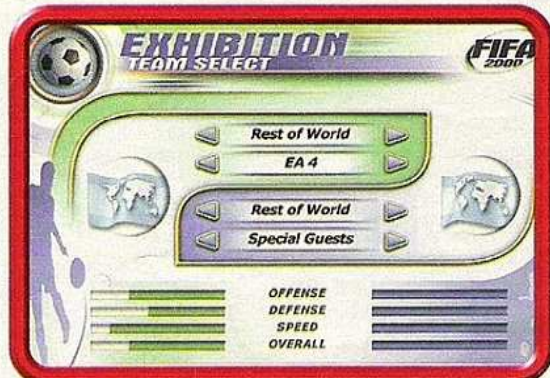 EXHIBITION
TEAM SELECT
FIFA
2000
Rest of World
EA 4
Rest of World
Special Guests
OFFENSE
DEFENSE
SPEED
OVERALL